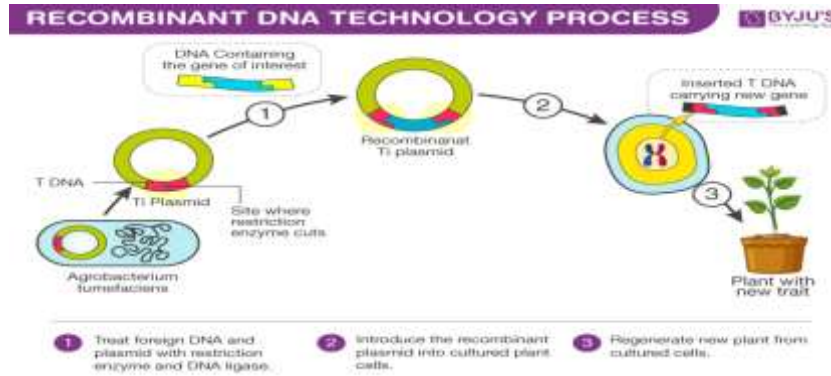 RECOMBINANT DNA TECHNOLOGY PROCESS
BYJU'S
DNA Containing
the gene of interest
1
2
Inserted T DNA
carrying new gene
Recombinanat
Ti plasmid
T DNA
Ti Plasmid
Site where
restriction
enzyme cuts
3
Agrobacterium
tumefaciens
Plant with
new trait
1 Treat foreign DNA and
plasmid with restriction
enzyme and DNA ligase.
2 Introduce the recombinant
plasmid into cultured plant
cells.
3 Regenerate new plant from
cultured cells.